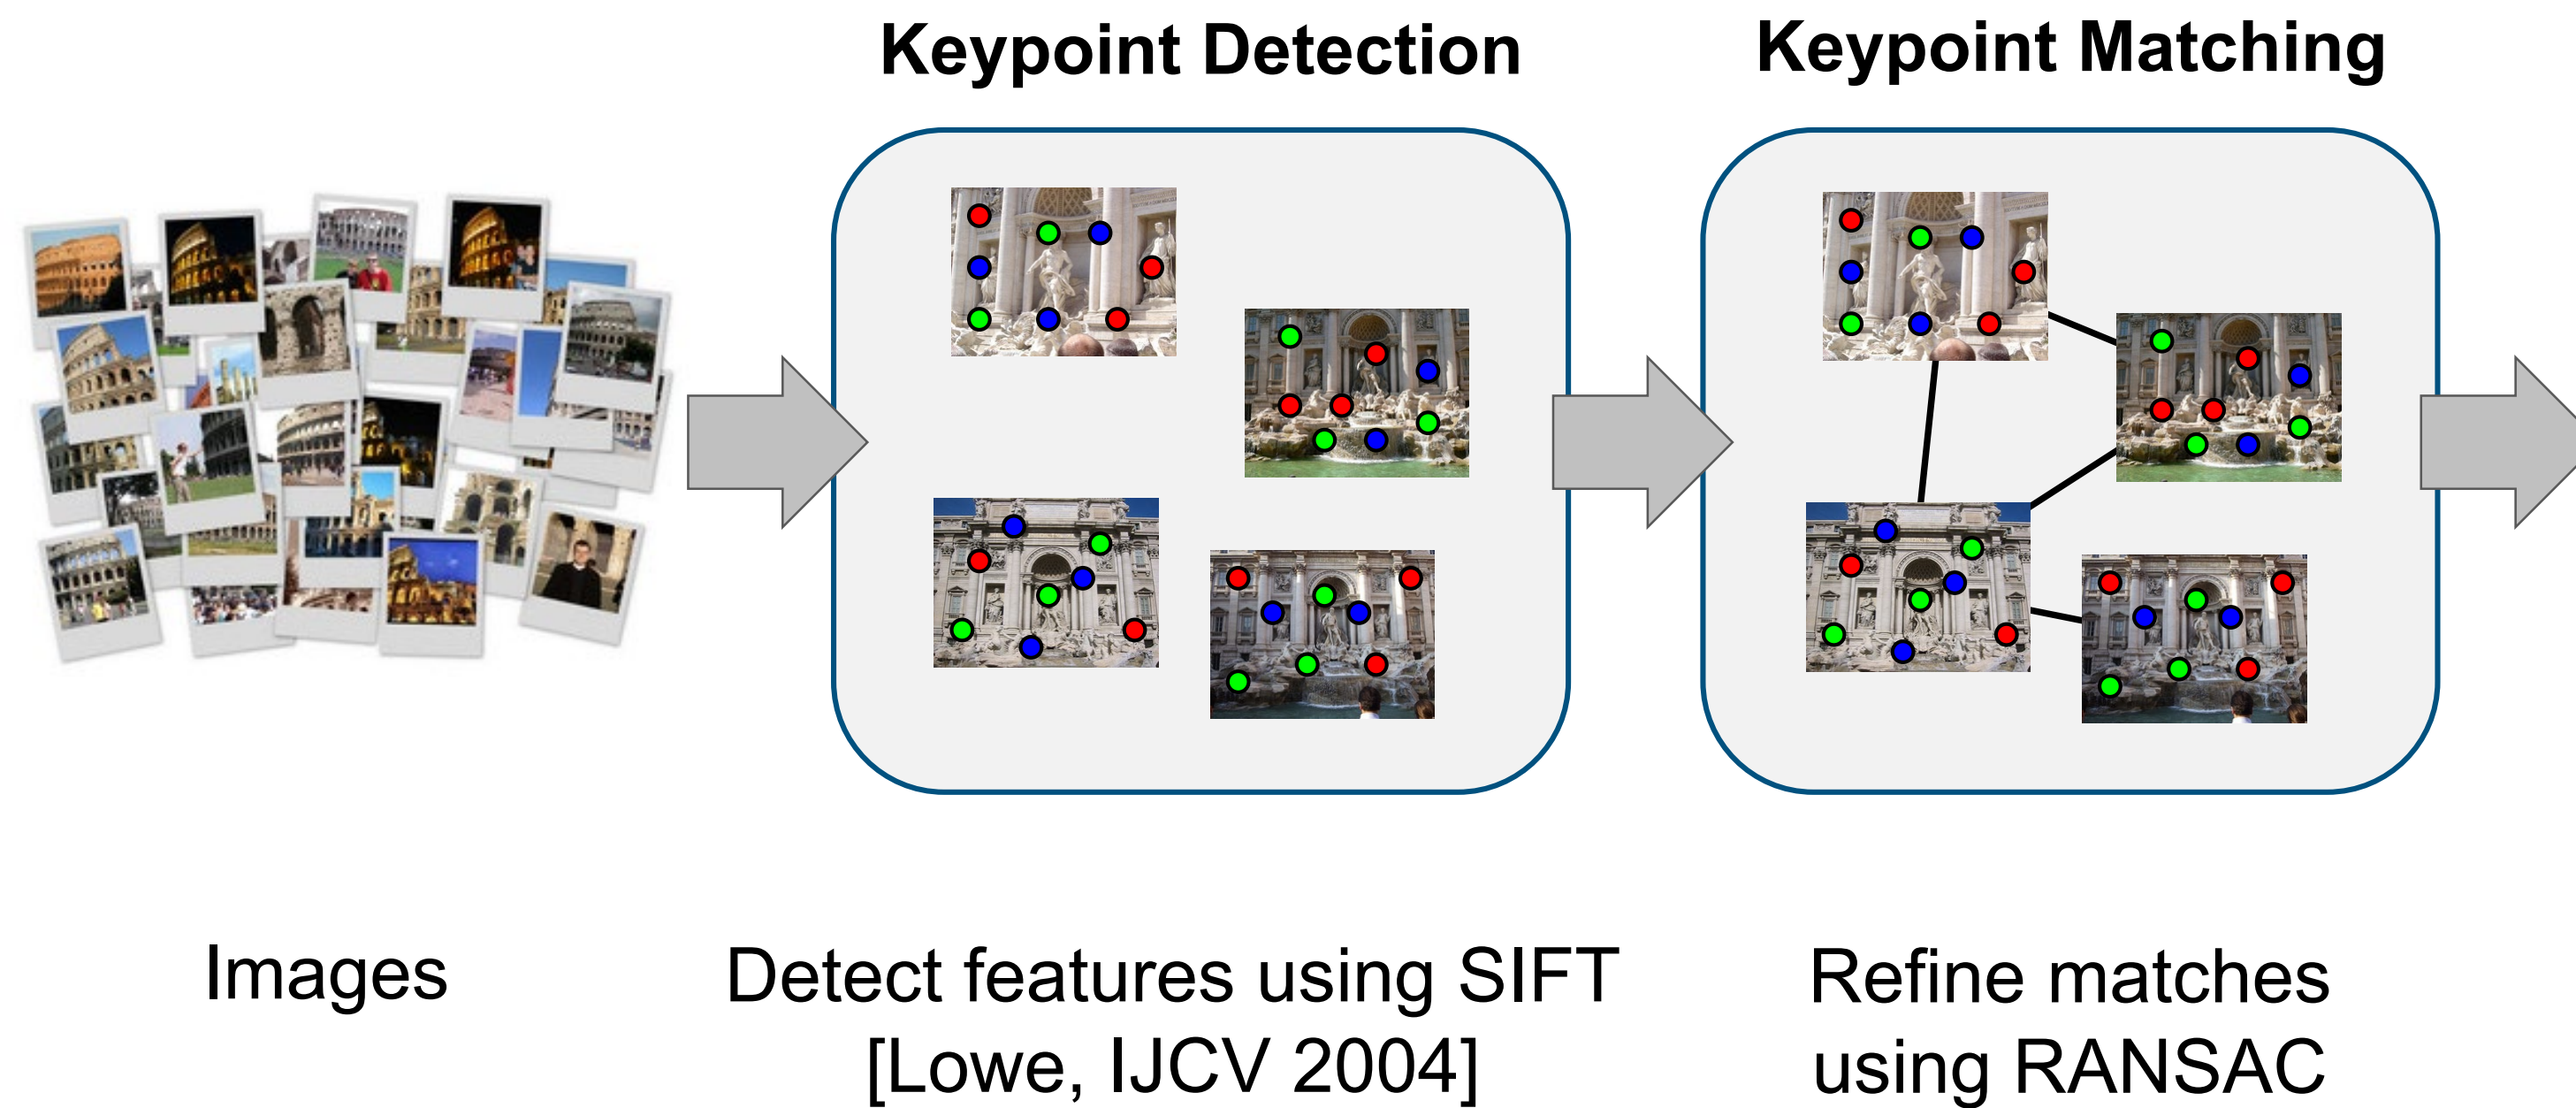 Keypoint Detection
Keypoint Matching
Images
Detect features using SIFT
[Lowe, IJCV 2004]
Refine matches
using RANSAC